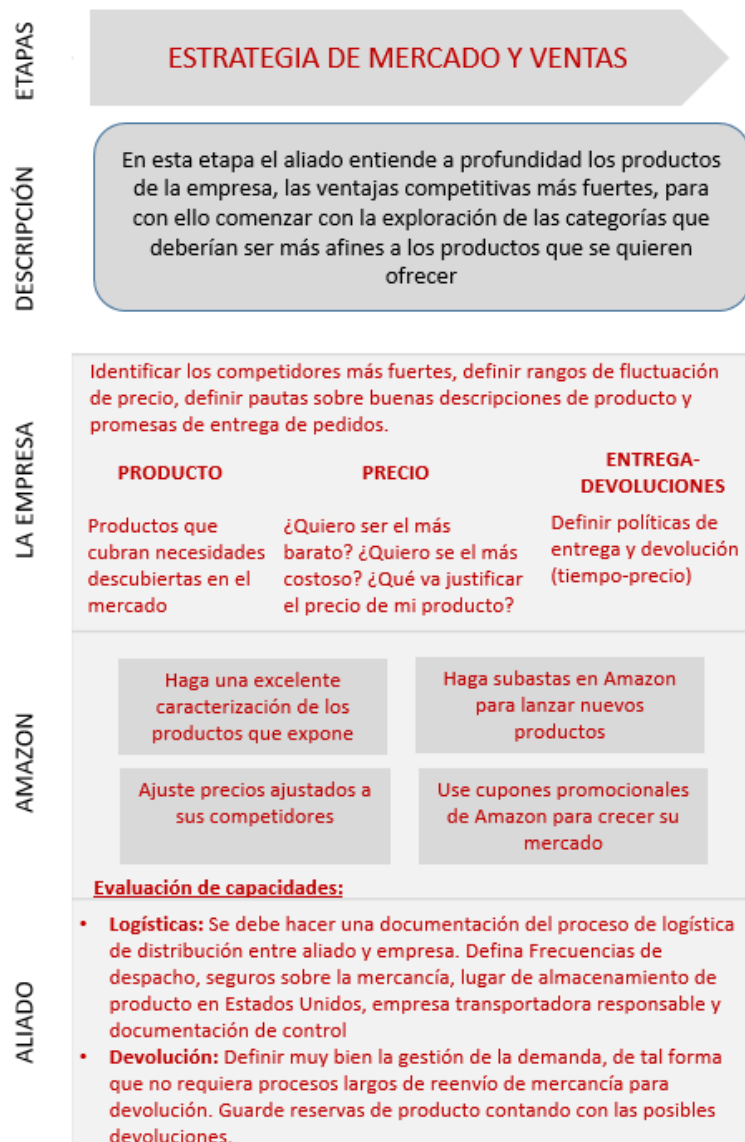 ETAPAS
ESTRATEGIA DE MERCADO Y VENTAS
DESCRIPCIÓN
En esta etapa el aliado entiende a profundidad los productos
de la empresa, las ventajas competitivas más fuertes, para
con ello comenzar con la exploración de las categorías que
deberían ser más afines a los productos que se quieren
ofrecer
LA EMPRESA
Identificar los competidores más fuertes, definir rangos de fluctuación
de precio, definir pautas sobre buenas descripciones de producto y
promesas de entrega de pedidos.
PRODUCTO
Productos que
cubran necesidades
descubiertas en el
mercado
PRECIO
¿Quiero ser el más
barato? ¿Quiero se el más
costoso? ¿Qué va justificar
el precio de mi producto?
ENTREGA-
DEVOLUCIONES
Definir políticas de
entrega y devolución
(tiempo-precio)
AMAZON
Haga una excelente
caracterización de los
productos que expone
Haga subastas en Amazon
para lanzar nuevos
productos
Ajuste precios ajustados a
sus competidores
Use cupones promocionales
de Amazon para crecer su
mercado
ALIADO
Evaluación de capacidades:
• Logísticas: Se debe hacer una documentación del proceso de logística
de distribución entre aliado y empresa. Defina Frecuencias de
despacho, seguros sobre la mercancía, lugar de almacenamiento de
producto en Estados Unidos, empresa transportadora responsable y
documentación de control
• Devolución: Definir muy bien la gestión de la demanda, de tal forma
que no requiera procesos largos de reenvío de mercancía para
devolución. Guarde reservas de producto contando con las posibles
devoluciones.